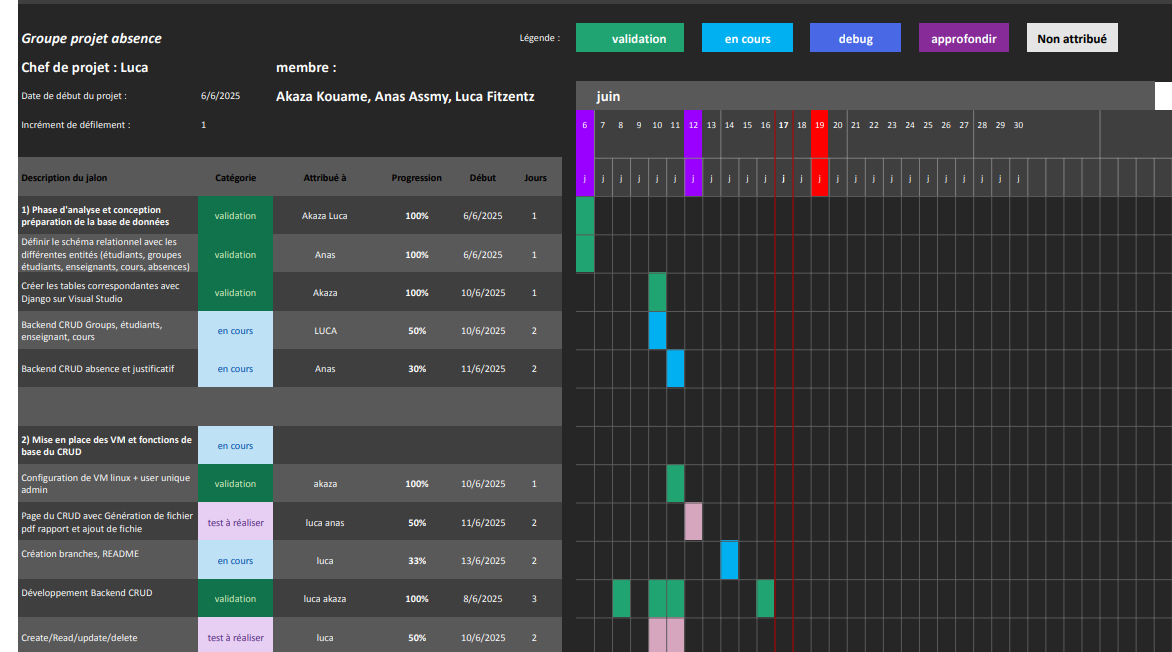 Groupe projet absence
Légende :
validation
en cours
debug
approfondir
Non attribué
Chef de projet : Luca
membre :
Date de début du projet :
6/6/2025
Akaza Kouame, Anas Assmy, Luca Fitzentz
juin
Incrément de défilement :
1
6 7 8 9 10 11 12 13 14 15 16 17 18 19 20 21 22 23 24 25 26 27 28 29 30
Description du jalon Catégorie Attribué à Progression Début Jours
j j j j j j j j j j j j j j j j j j j j j j j j j
1) Phase d'analyse et conception
préparation de la base de données
validation Akaza Luca 100% 6/6/2025 1
Définir le schéma relationnel avec les
différentes entités (étudiants, groupes
étudiants, enseignants, cours, absences)
validation Anas 100% 6/6/2025 1
Créer les tables correspondantes avec
Django sur Visual Studio
validation Akaza 100% 10/6/2025 1
Backend CRUD Groups, étudiants,
enseignant, cours
en cours LUCA 50% 10/6/2025 2
Backend CRUD absence et justificatif
en cours Anas 30% 11/6/2025 2
2) Mise en place des VM et fonctions de
base du CRUD
en cours
Configuration de VM linux + user unique
admin
validation akaza 100% 10/6/2025 1
Page du CRUD avec Génération de fichier
pdf rapport et ajout de fichie
test à réaliser luca anas 50% 11/6/2025 2
Création branches, README
en cours luca 33% 13/6/2025 2
Développement Backend CRUD
validation luca akaza 100% 8/6/2025 3
Create/Read/update/delete
test à réaliser luca 50% 10/6/2025 2